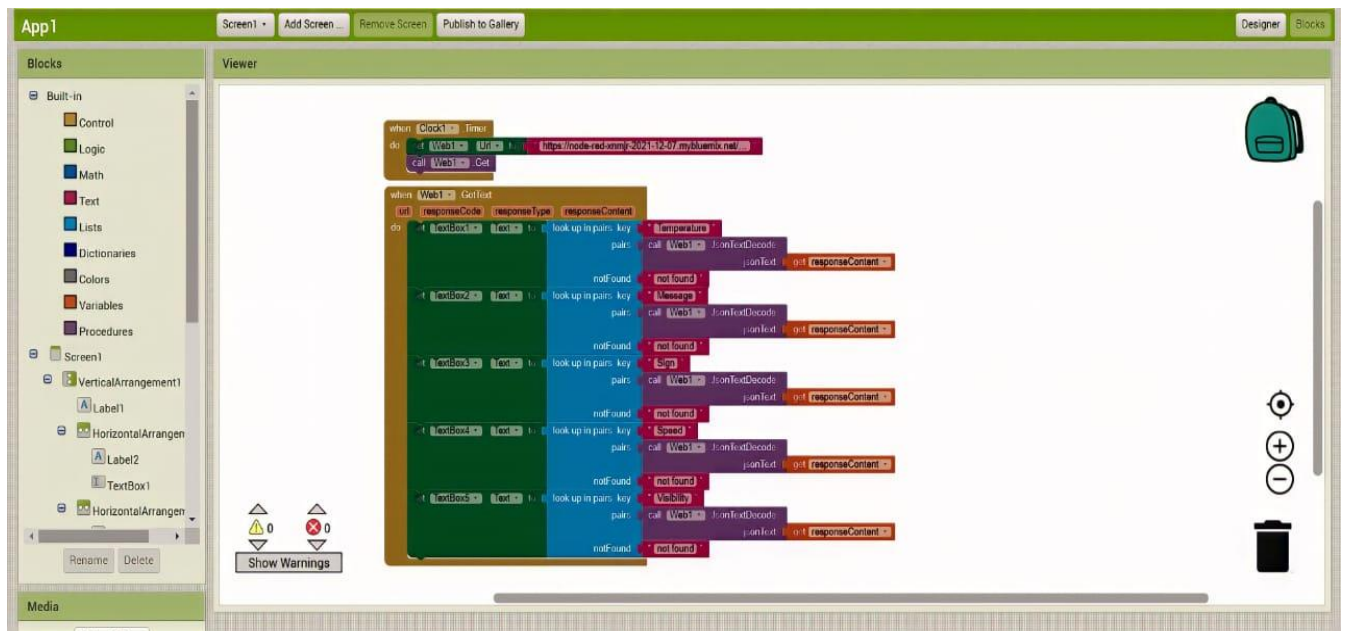 App1
Screen1 Add Screen ... Remove Screen Publish to Gallery Designer Blocks
Blocks
Viewer
Built-in
Control
Logic
Math
Text
Lists
Dictionaries
Colors
Variables
Procedures
Screen1
VerticalArrangement1
Label1
HorizontalArrangen
Label2
TextBox1
HorizontalArrangen
Rename Delete
Media
when Clock1 .Timer
do set Web1 . Url to "https://node-red-xnmjr-2021-12-07.mybluemix.net/..."
call Web1 .Get
when Web1 .GotText
url responseCode responseType responseContent
do set TextBox1 . Text to look up in pairs key "Temperature"
pairs call Web1 .JsonTextDecode
jsonText get responseContent
notFound "not found"
set TextBox2 . Text to look up in pairs key "Message"
pairs call Web1 .JsonTextDecode
jsonText get responseContent
notFound "not found"
set TextBox3 . Text to look up in pairs key "Sign"
pairs call Web1 .JsonTextDecode
jsonText get responseContent
notFound "not found"
set TextBox4 . Text to look up in pairs key "Speed"
pairs call Web1 .JsonTextDecode
jsonText get responseContent
notFound "not found"
set TextBox5 . Text to look up in pairs key "Visibility"
pairs call Web1 .JsonTextDecode
jsonText get responseContent
notFound "not found"
0 0
Show Warnings